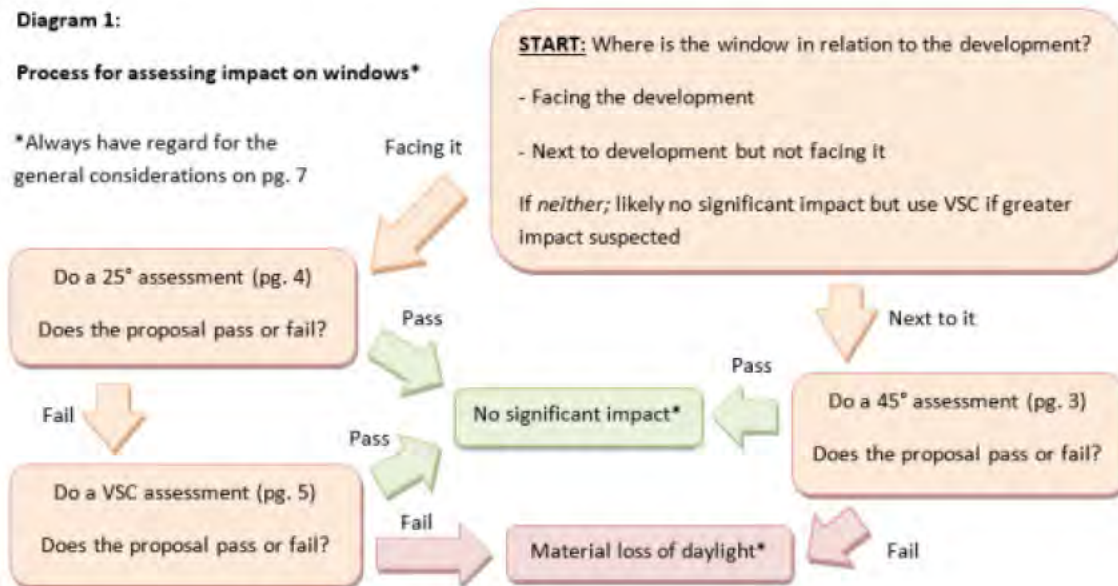 Diagram 1:
Process for assessing impact on windows*
*Always have regard for the
general considerations on pg. 7
START: Where is the window in relation to the development?
- Facing the development
- Next to development but not facing it
If neither; likely no significant impact but use VSC if greater
impact suspected
Facing it
Do a 25° assessment (pg. 4)
Does the proposal pass or fail?
Pass
Next to it
Fail
Pass
No significant impact*
Pass
Do a 45° assessment (pg. 3)
Does the proposal pass or fail?
Do a VSC assessment (pg. 5)
Does the proposal pass or fail?
Fail
Material loss of daylight*
Fail